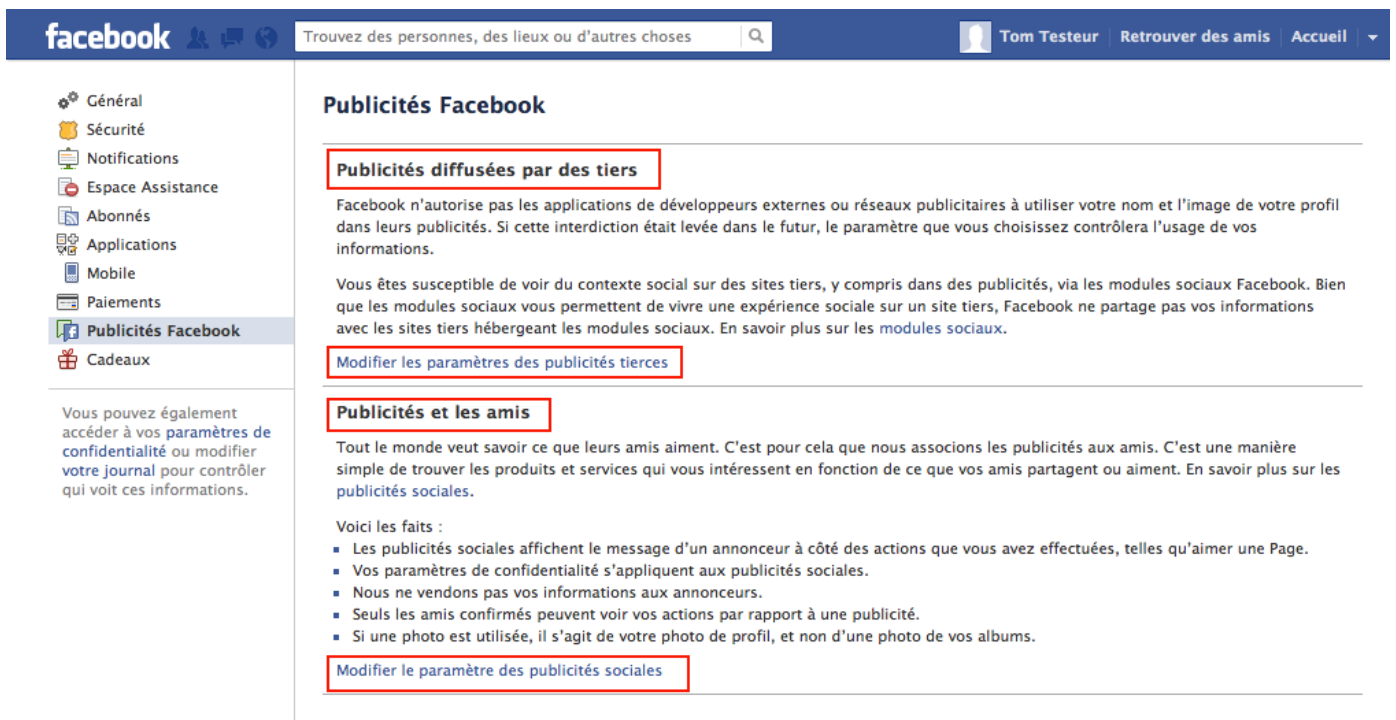 facebook
Trouvez des personnes, des lieux ou d'autres choses
Tom Testeur
Retrouver des amis
Accueil
Général
Sécurité
Notifications
Espace Assistance
Abonnés
Applications
Mobile
Paiements
Publicités Facebook
Cadeaux
Vous pouvez également
accéder à vos paramètres de
confidentialité ou modifier
votre journal pour contrôler
qui voit ces informations.
Publicités Facebook
Publicités diffusées par des tiers
Facebook n'autorise pas les applications de développeurs externes ou réseaux publicitaires à utiliser votre nom et l'image de votre profil
dans leurs publicités. Si cette interdiction était levée dans le futur, le paramètre que vous choisissez contrôlera l'usage de vos
informations.
Vous êtes susceptible de voir du contexte social sur des sites tiers, y compris dans des publicités, via les modules sociaux Facebook. Bien
que les modules sociaux vous permettent de vivre une expérience sociale sur un site tiers, Facebook ne partage pas vos informations
avec les sites tiers hébergeant les modules sociaux. En savoir plus sur les modules sociaux.
Modifier les paramètres des publicités tierces
Publicités et les amis
Tout le monde veut savoir ce que leurs amis aiment. C'est pour cela que nous associons les publicités aux amis. C'est une manière
simple de trouver les produits et services qui vous intéressent en fonction de ce que vos amis partagent ou aiment. En savoir plus sur les
publicités sociales.
Voici les faits :
▪ Les publicités sociales affichent le message d'un annonceur à côté des actions que vous avez effectuées, telles qu'aimer une Page.
▪ Vos paramètres de confidentialité s'appliquent aux publicités sociales.
▪ Nous ne vendons pas vos informations aux annonceurs.
▪ Seuls les amis confirmés peuvent voir vos actions par rapport à une publicité.
▪ Si une photo est utilisée, il s'agit de votre photo de profil, et non d'une photo de vos albums.
Modifier le paramètre des publicités sociales